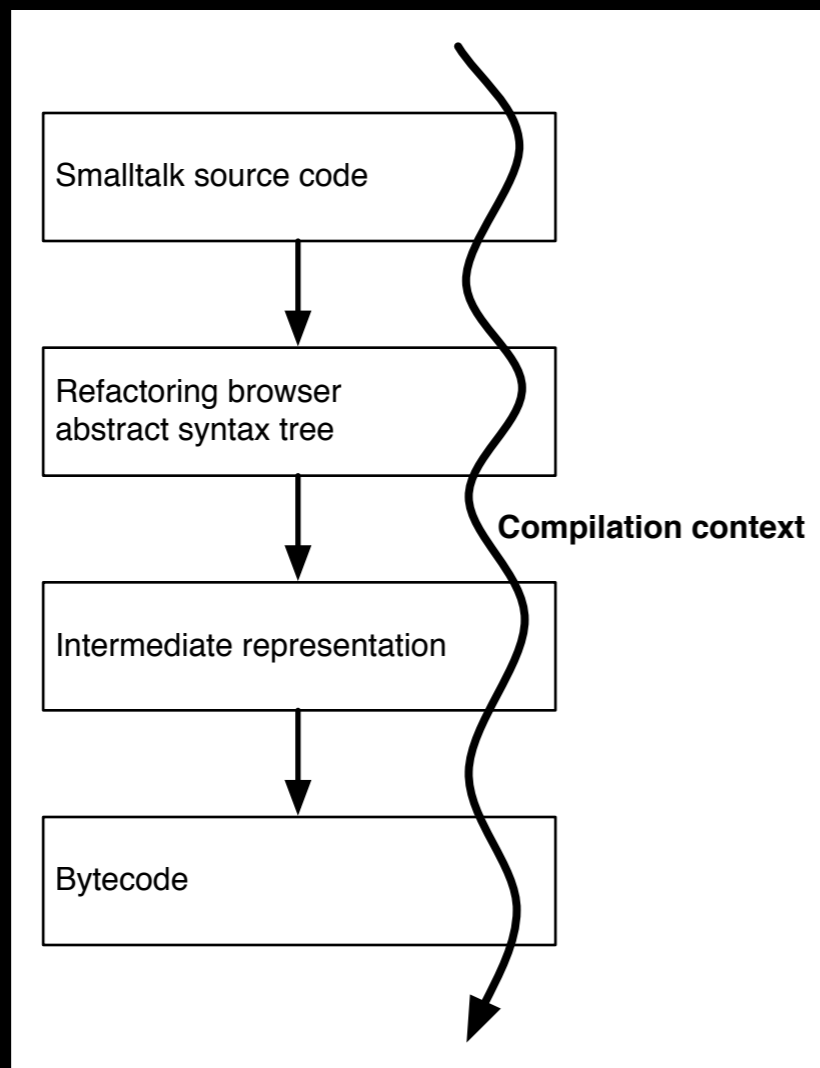 Smalltalk source code
Refactoring browser
abstract syntax tree
Compilation context
Intermediate representation
Bytecode